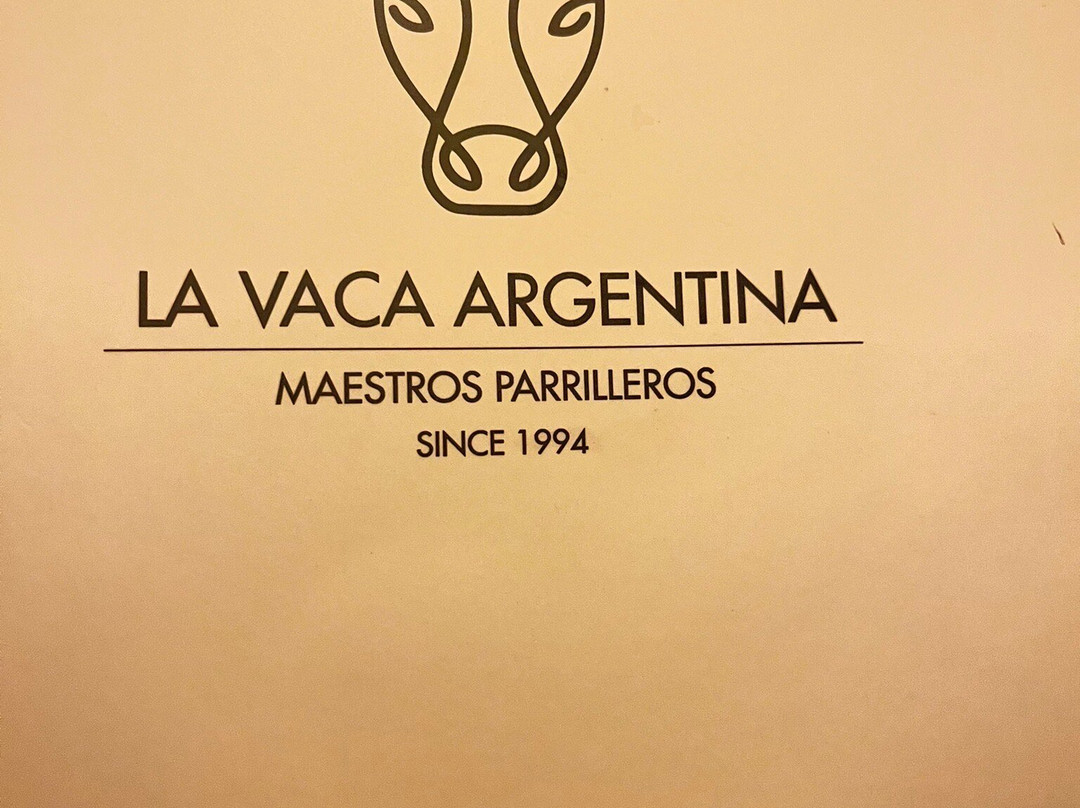 LA VACA ARGENTINA
MAESTROS PARRILLEROS
SINCE 1994